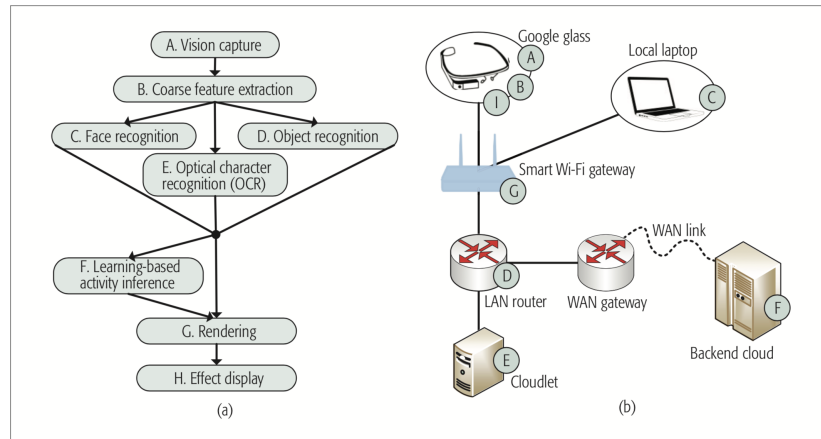 A. Vision capture
B. Coarse feature extraction
C. Face recognition
D. Object recognition
E. Optical character
recognition (OCR)
F. Learning-based
activity inference
G. Rendering
H. Effect display
(a)
Google glass
A
B
I
Local laptop
C
Smart Wi-Fi gateway
G
WAN link
D
LAN router
WAN gateway
F
Backend cloud
E
Cloudlet
(b)